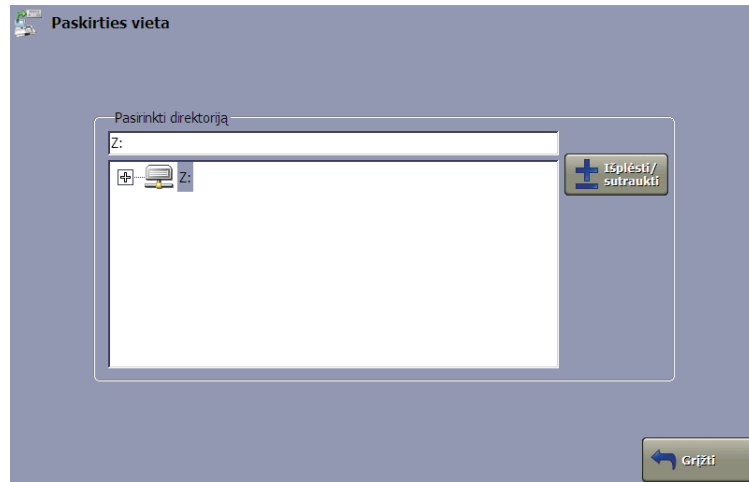 Paskirties vieta
Pasirinkti direktoriją
Z:
Z:
Išplėsti/
sutraukti
Grįžti